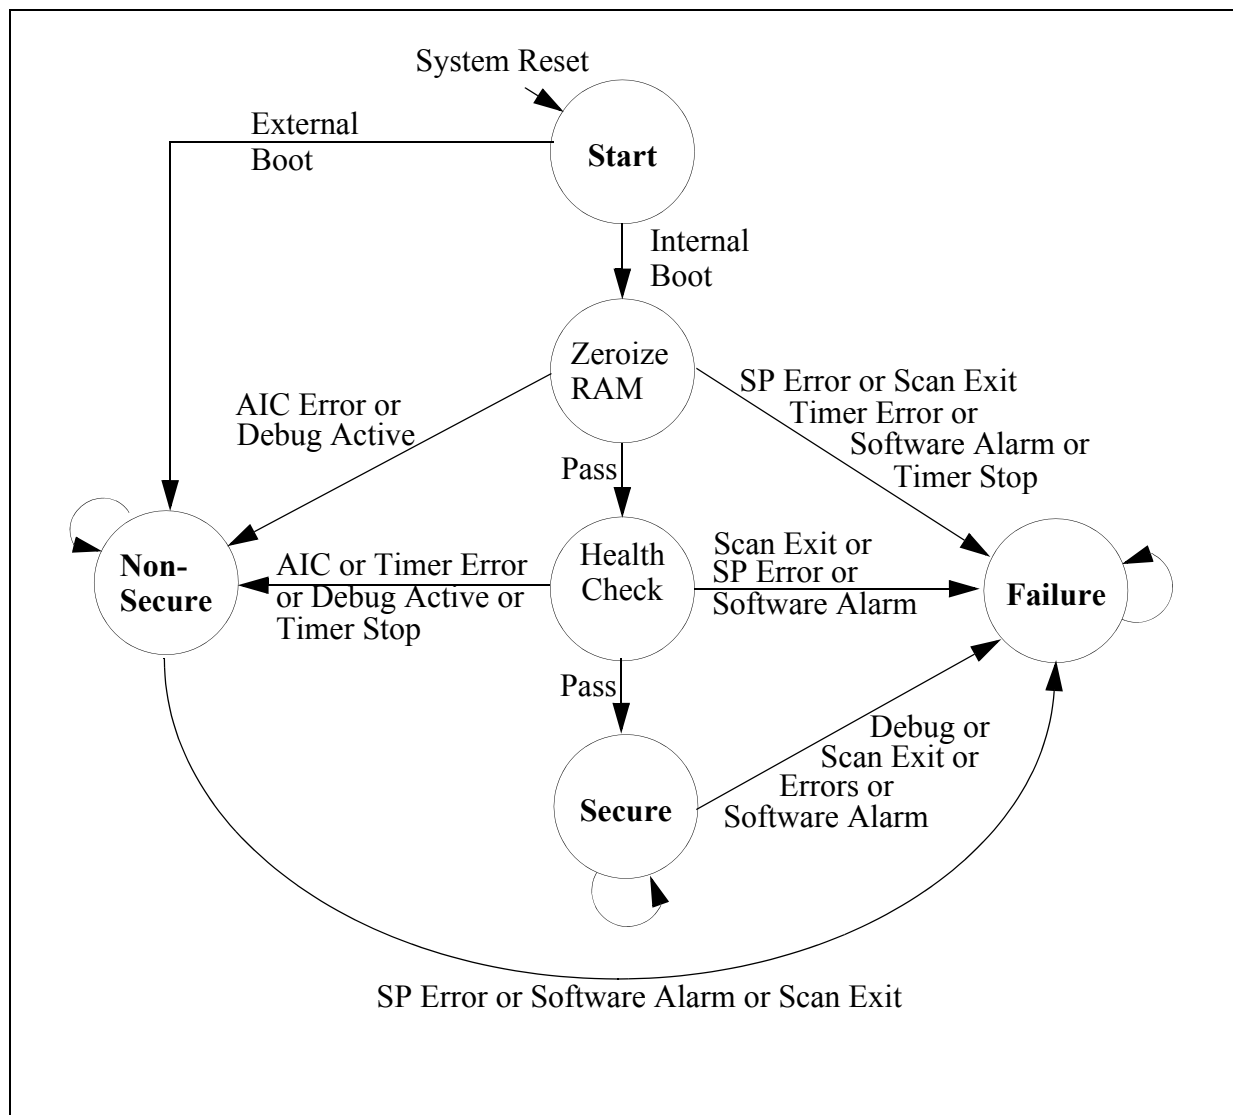 System Reset
External
Boot
Start
Internal
Boot
Zeroize
RAM
SP Error or Scan Exit
Timer Error or
Software Alarm or
Timer Stop
AIC Error or
Debug Active
Pass
Non-
Secure
AIC or Timer Error
or Debug Active or
Timer Stop
Health
Check
Scan Exit or
SP Error or
Software Alarm
Failure
Pass
Secure
Debug or
Scan Exit or
Errors or
Software Alarm
SP Error or Software Alarm or Scan Exit